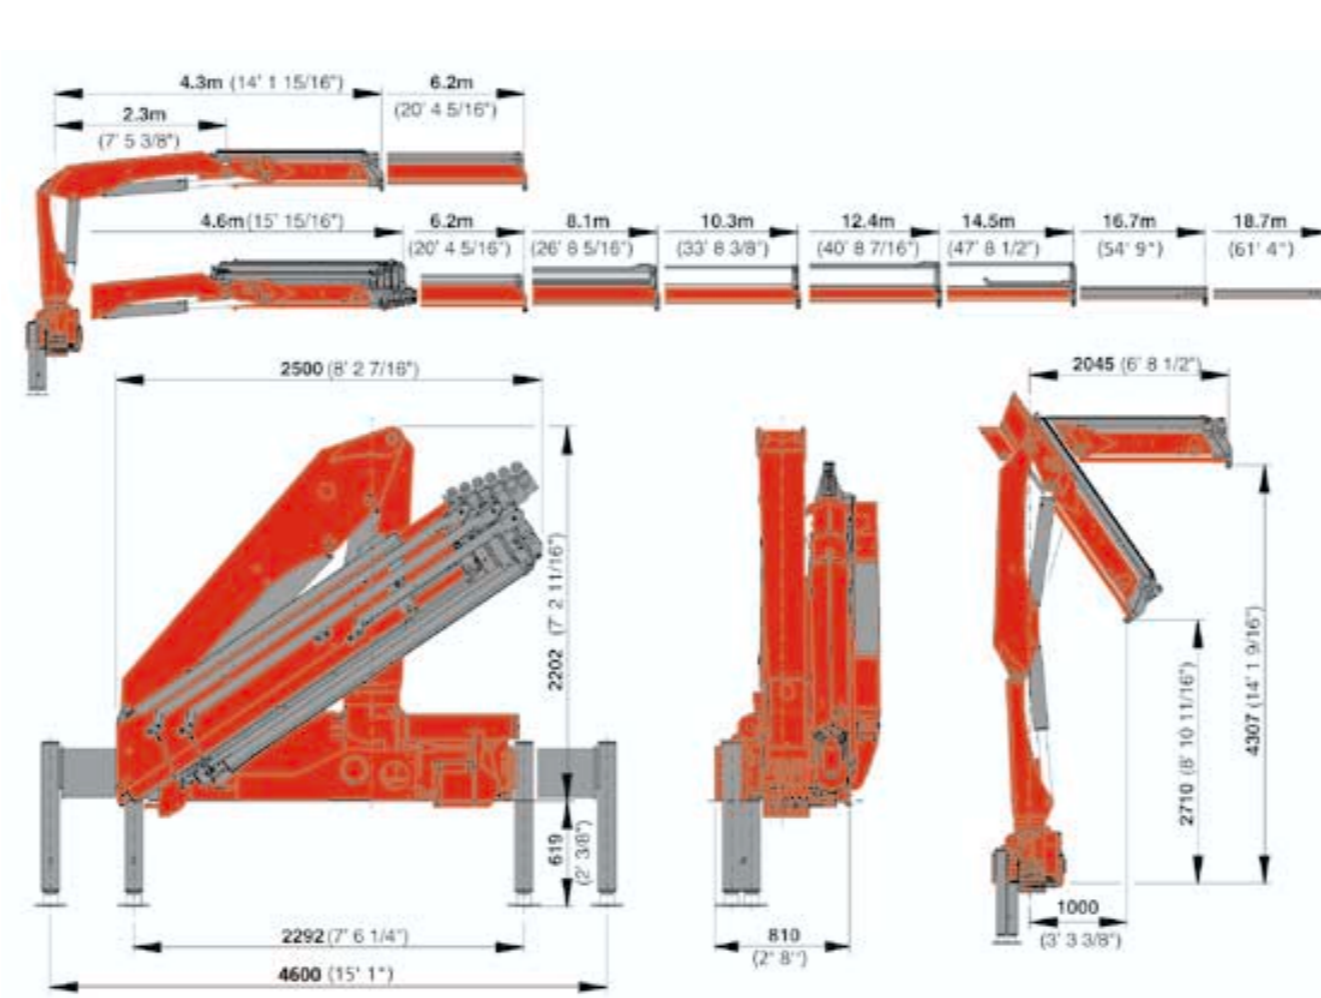 4.3m (14' 1 15/16")
6.2m
(20' 4 5/16")
2.3m
(7' 5 3/8")
4.6m(15' 15/16")
6.2m
(20' 4 5/16")
8.1m
(26' 8 5/16")
10.3m
(33' 8 3/8")
12.4m
(40' 8 7/16")
14.5m
(47' 8 1/2")
16.7m
(54' 9")
18.7m
(61' 4")
2500 (8' 2 7/16")
2045 (6' 8 1/2")
2202 (7' 2 11/16")
619
(2' 3/8")
2710 (8' 10 11/16")
4307 (14' 1 9/16")
2292 (7' 6 1/4")
4600 (15' 1")
810
(2' 8")
1000
(3' 3 3/8")